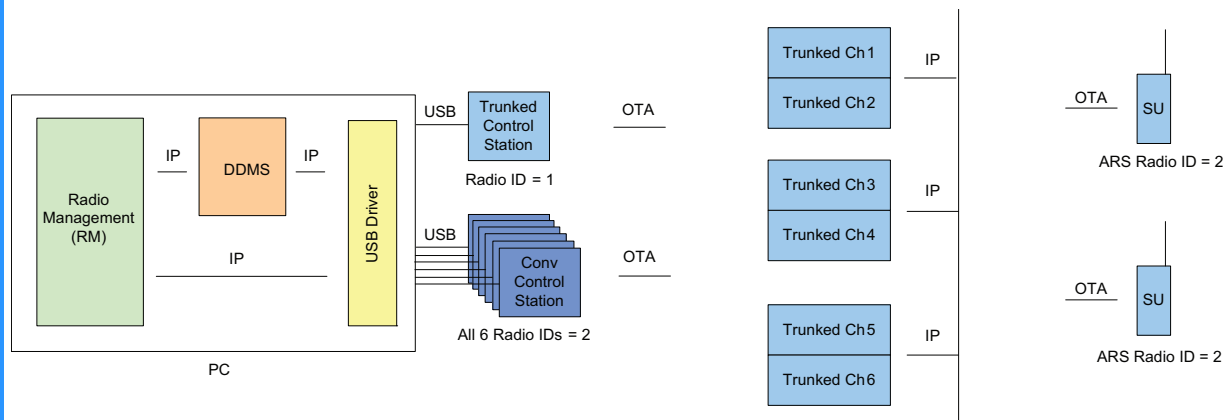 Radio
Management
(RM)
IP
DDMS
IP
IP
USB Driver
PC
USB
Trunked
Control
Station
Radio ID = 1
USB
Conv
Control
Station
All 6 Radio IDs = 2
OTA
OTA
Trunked Ch1
Trunked Ch2
IP
Trunked Ch3
Trunked Ch4
IP
Trunked Ch5
Trunked Ch6
IP
OTA
SU
ARS Radio ID = 2
OTA
SU
ARS Radio ID = 2